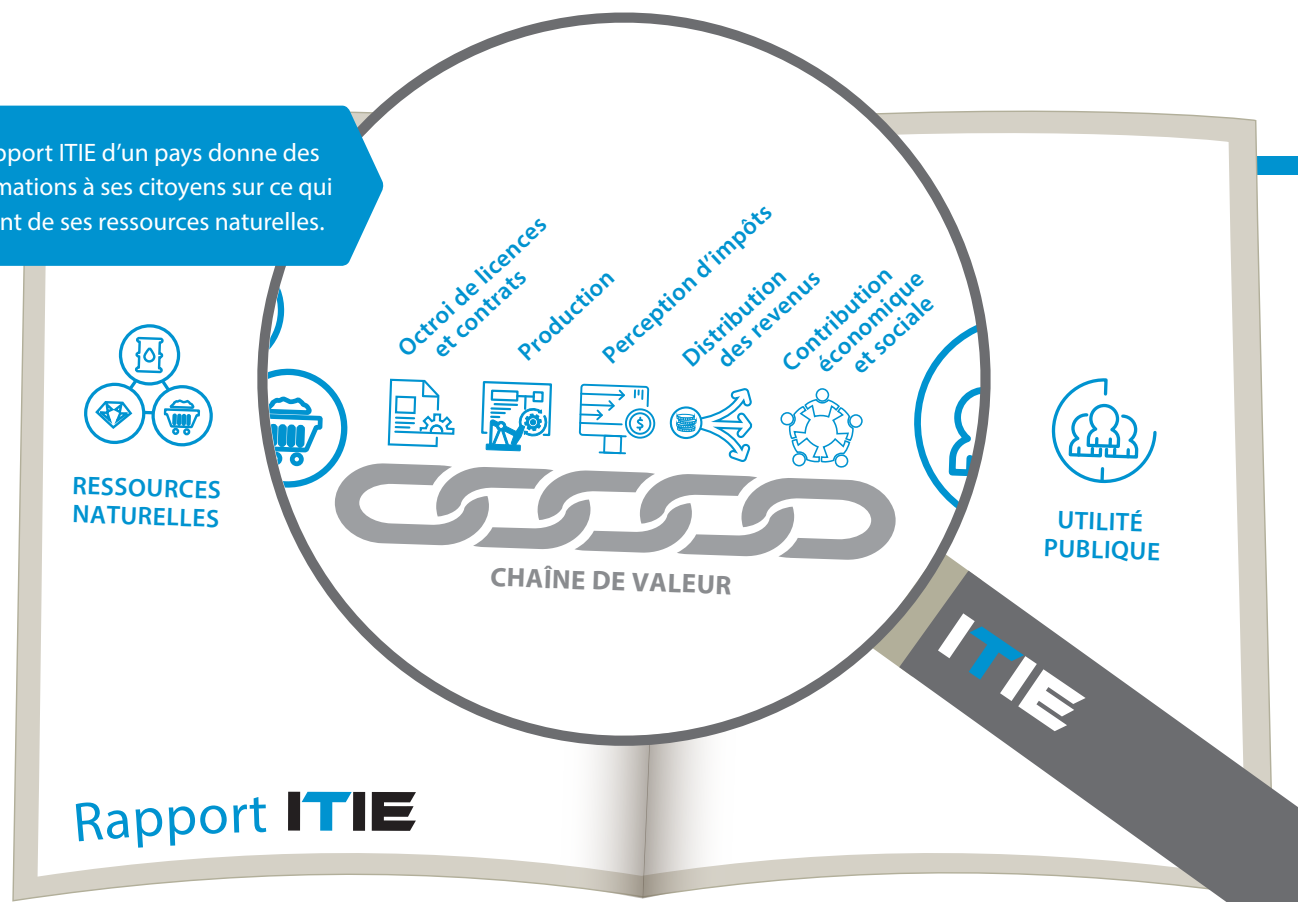 pport ITIE d'un pays donne des
mations à ses citoyens sur ce qui
nt de ses ressources naturelles.
Octroi de licences
et contrats
Production
Perception d'impôts
Distribution
des revenus
Contribution
économique
et sociale
RESSOURCES
NATURELLES
CHAÎNE DE VALEUR
UTILITÉ
PUBLIQUE
ITIE
Rapport ITIE